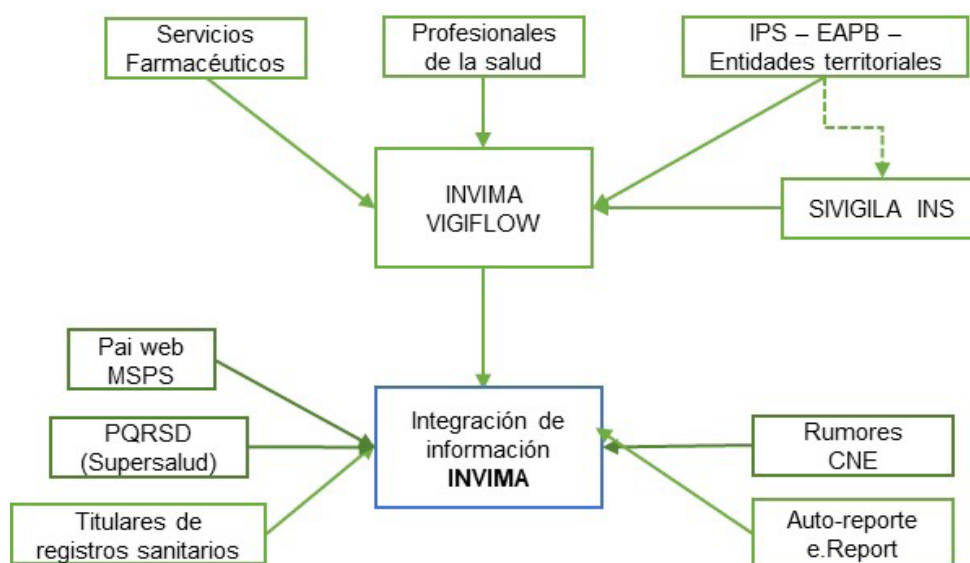 Servicios
Farmacéuticos
Profesionales
de la salud
IPS – EAPB –
Entidades territoriales
INVIMA
VIGIFLOW
SIVIGILA INS
Pai web
MSPS
PQRSD
(Supersalud)
Titulares de
registros sanitarios
Integración de
información
INVIMA
Rumores
CNE
Auto-reporte
e.Report